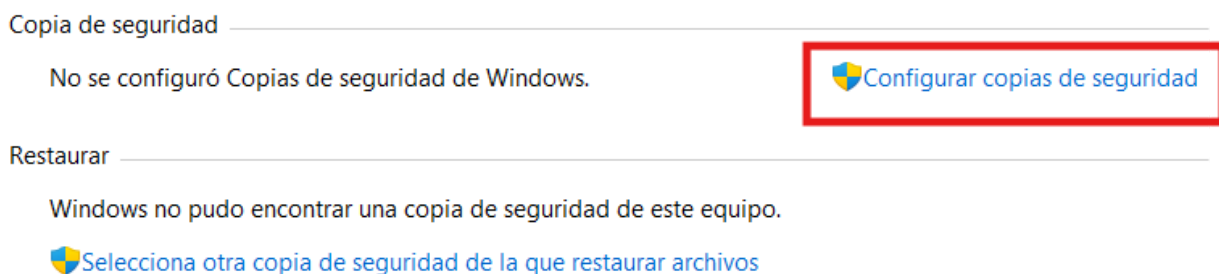 Copia de seguridad
No se configuró Copias de seguridad de Windows. Configurar copias de seguridad
Restaurar
Windows no pudo encontrar una copia de seguridad de este equipo.
Selecciona otra copia de seguridad de la que restaurar archivos